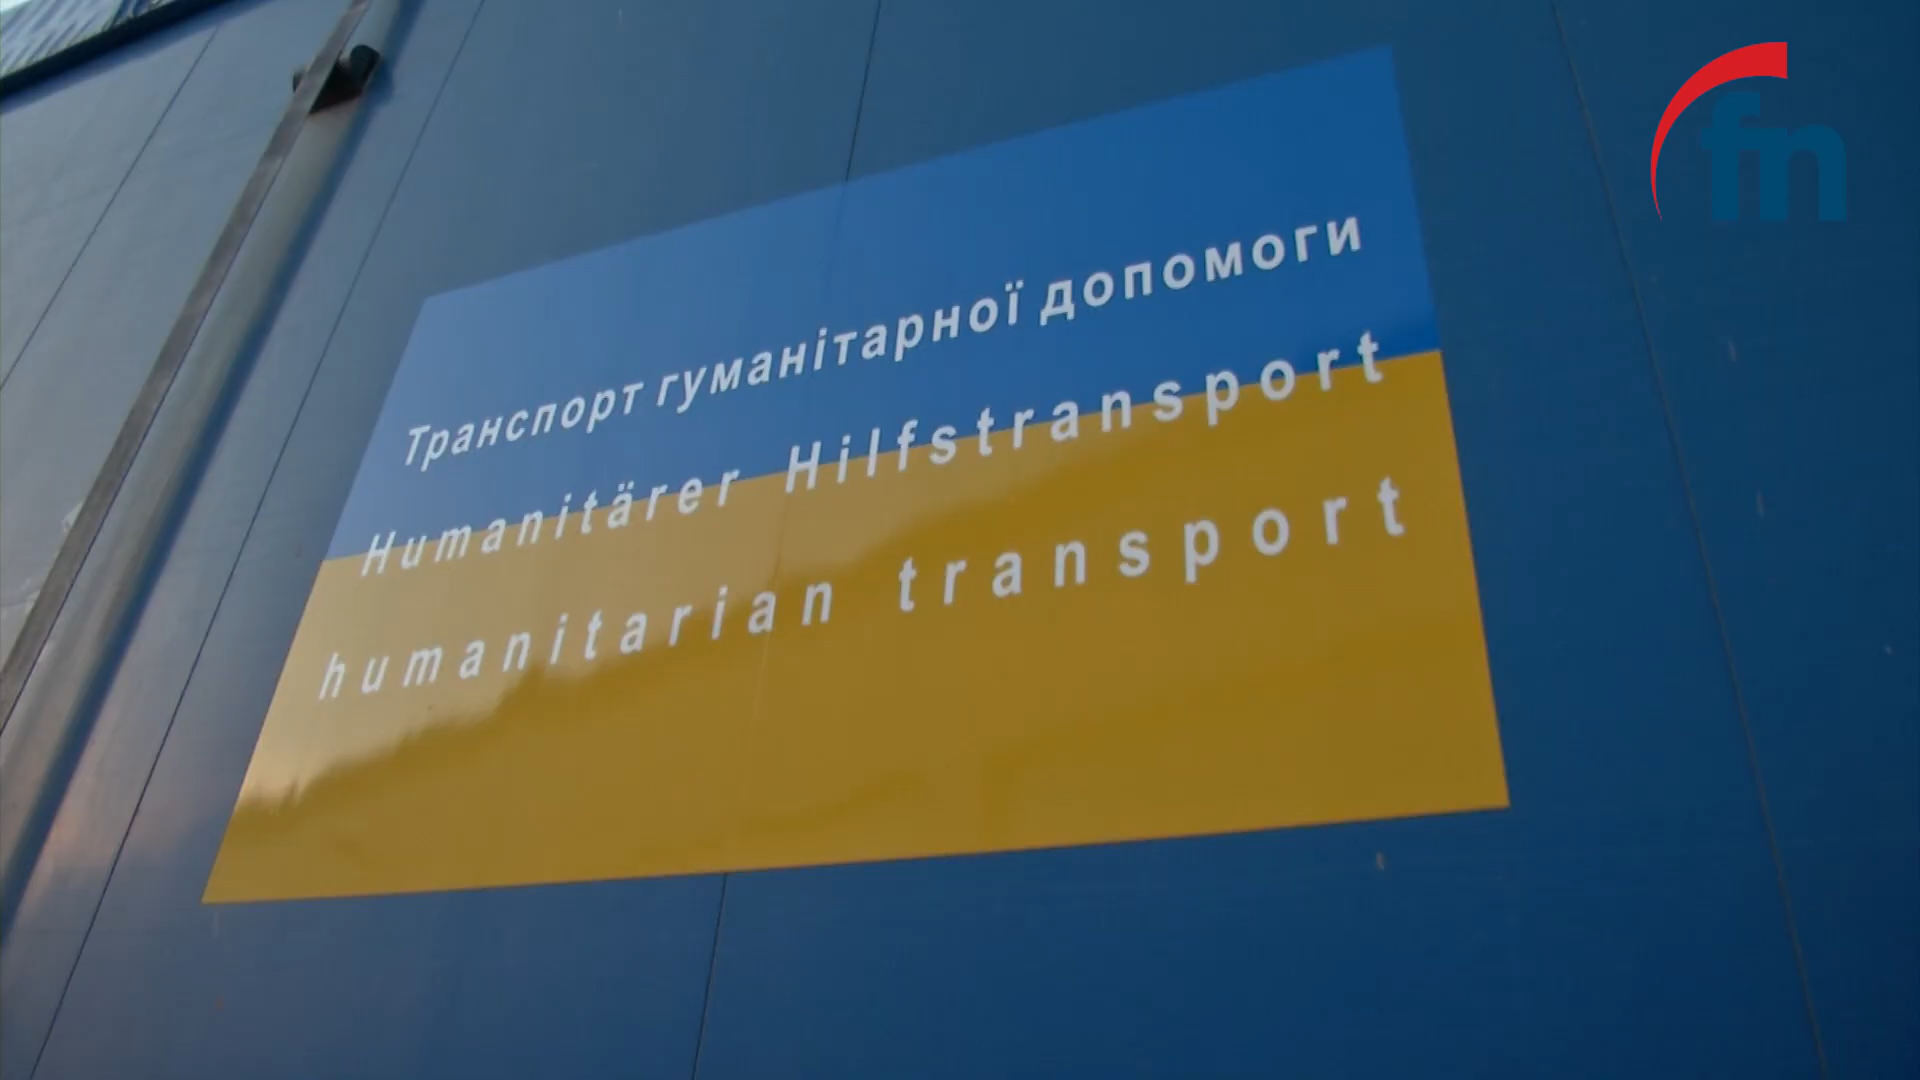 Транспорт гуманітарної допомоги
Humanitärer Hilfstransport
humanitarian transport
fn